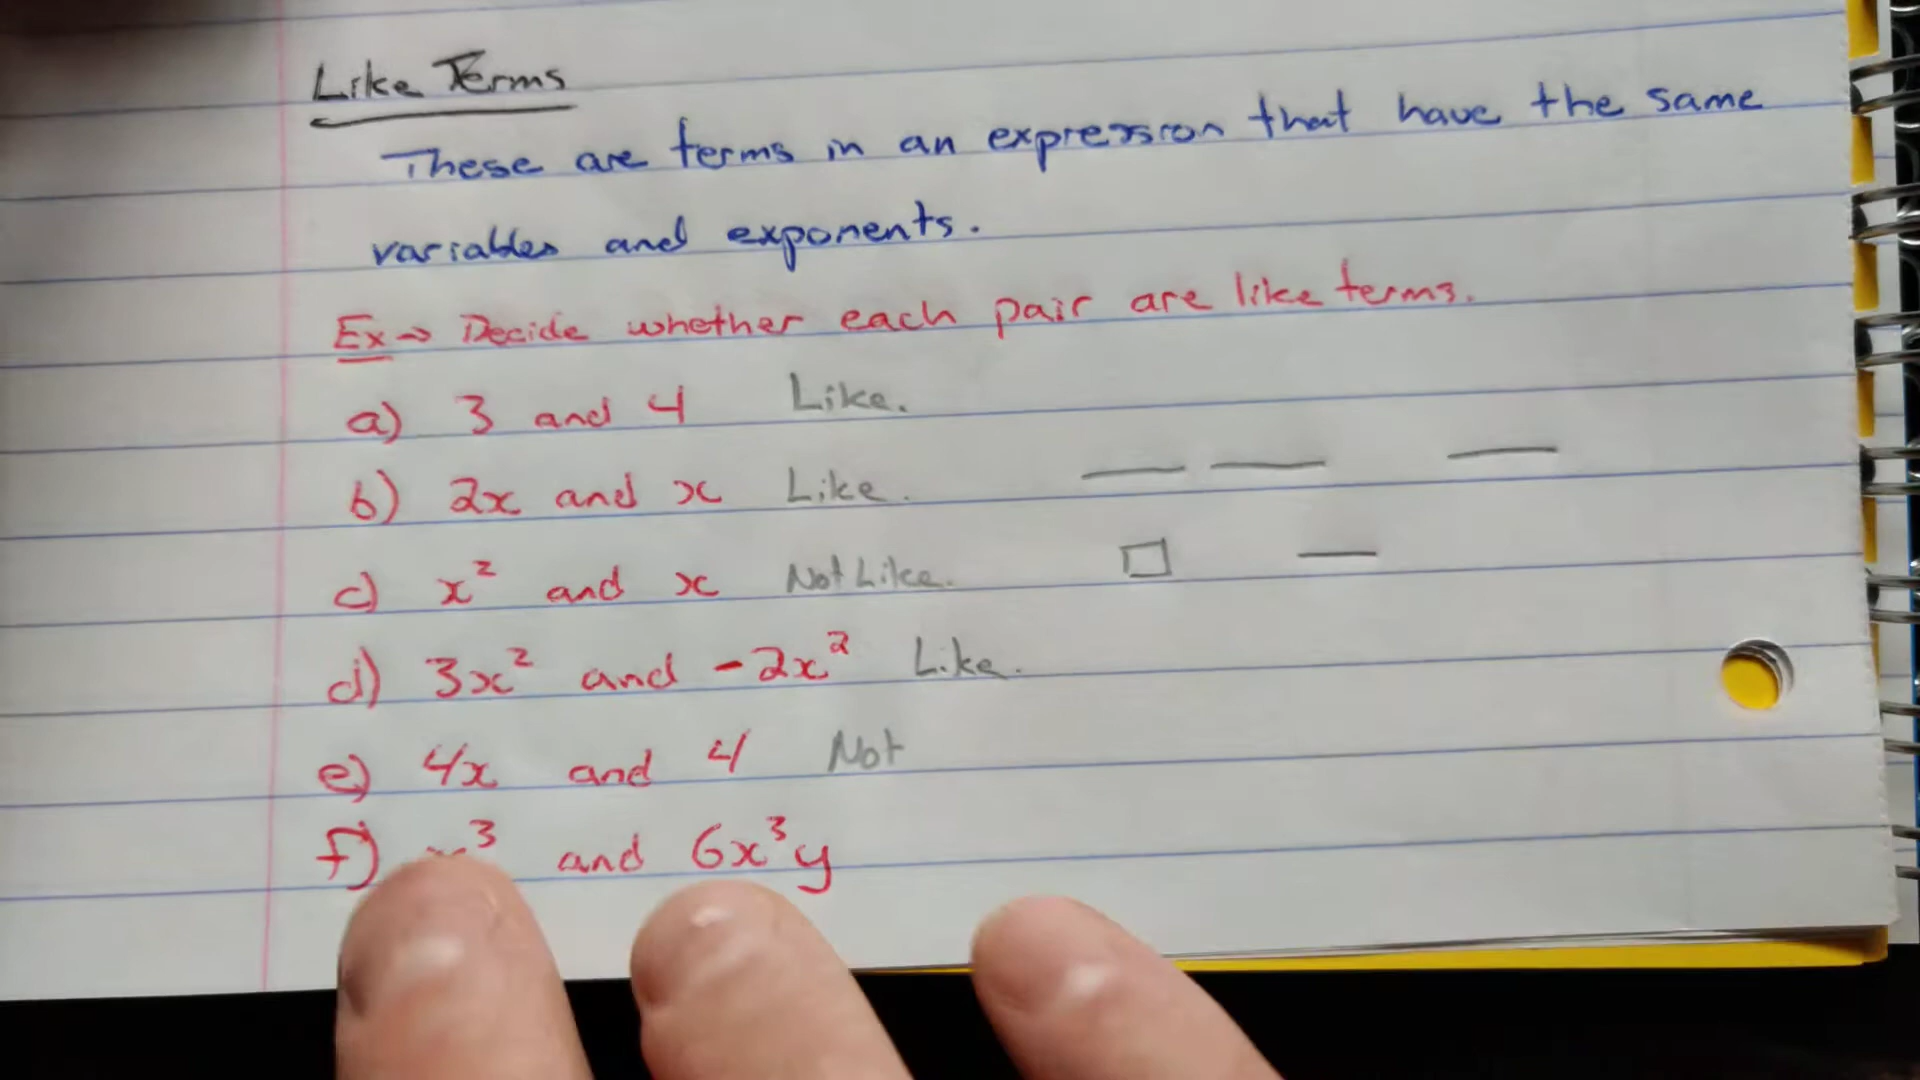 Like Terms
These are terms in an expression that have the same
variables and exponents.
Ex → Decide whether each pair are like terms.
a) 3 and 4 Like.
b) 2x and x Like.
c) x² and x Not Like.
d) 3x² and -2x² Like.
e) 4x and 4 Not
f) ³ and 6x³y